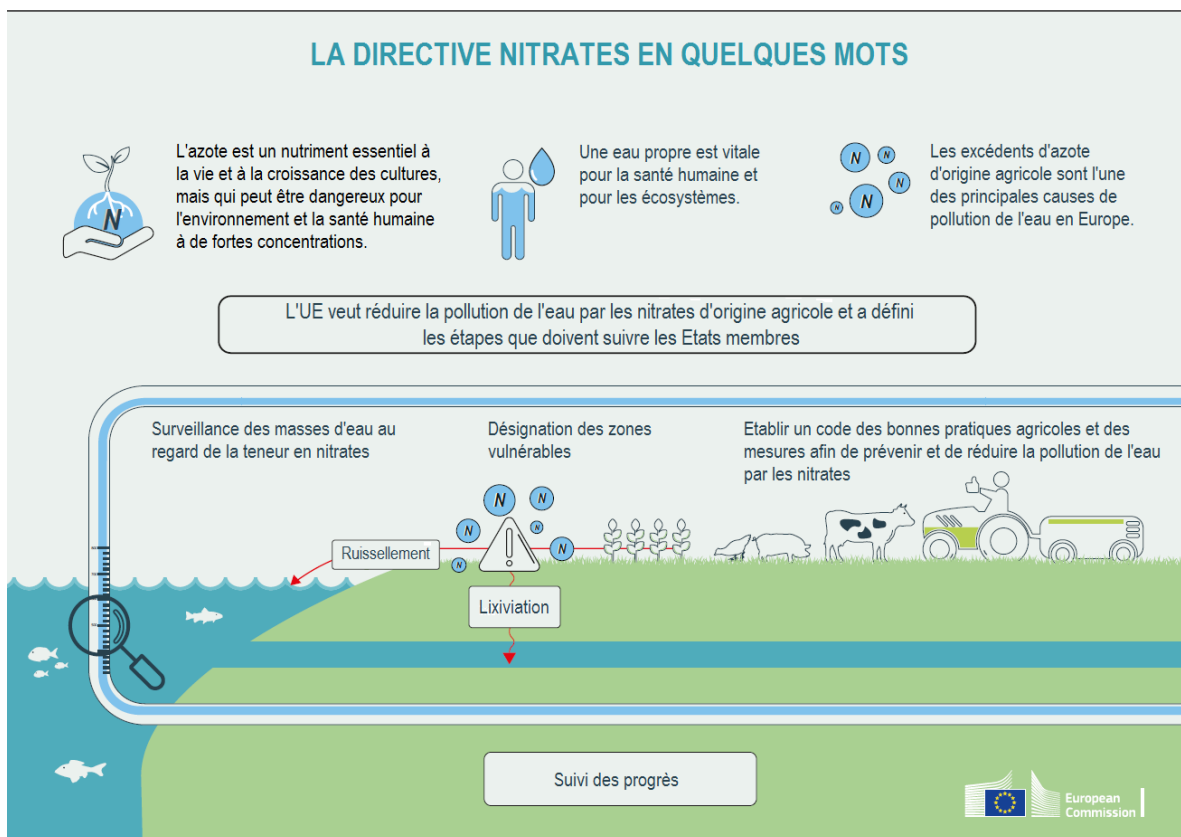 LA DIRECTIVE NITRATES EN QUELQUES MOTS
L'azote est un nutriment essentiel à
la vie et à la croissance des cultures,
mais qui peut être dangereux pour
l'environnement et la santé humaine
à de fortes concentrations.
N
Une eau propre est vitale
pour la santé humaine et
pour les écosystèmes.
N
N
N
N
N
Les excédents d'azote
d'origine agricole sont l'une
des principales causes de
pollution de l'eau en Europe.
L'UE veut réduire la pollution de l'eau par les nitrates d'origine agricole et a défini
les étapes que doivent suivre les Etats membres
Surveillance des masses d'eau au
regard de la teneur en nitrates
Désignation des zones
vulnérables
Etablir un code des bonnes pratiques agricoles et des
mesures afin de prévenir et de réduire la pollution de l'eau
par les nitrates
N
N
N
N
N
N
Ruissellement
Lixiviation
Suivi des progrès
European
Commission